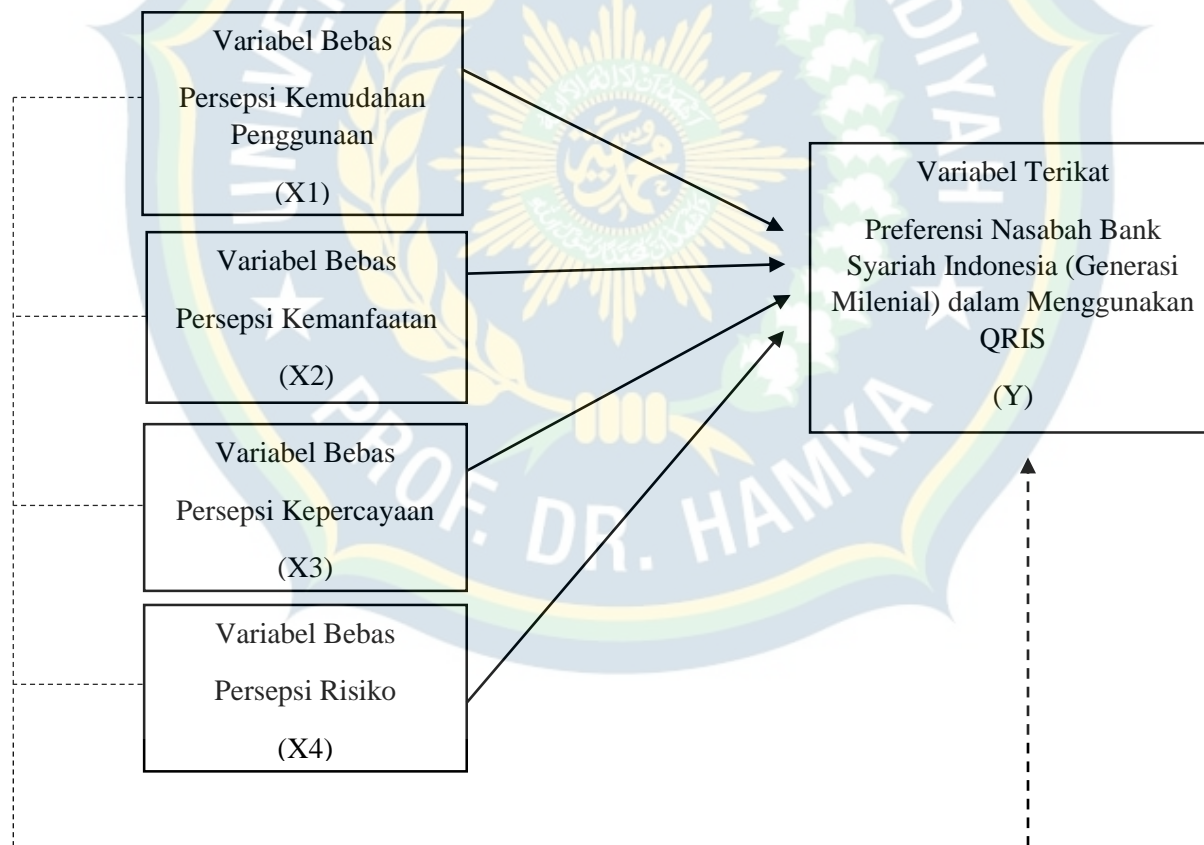 Variabel Bebas
Persepsi Kemudahan
Penggunaan
(X1)
Variabel Bebas
Persepsi Kemanfaatan
(X2)
Variabel Bebas
Persepsi Kepercayaan
(X3)
Variabel Bebas
Persepsi Risiko
(X4)
Variabel Terikat
Preferensi Nasabah Bank
Syariah Indonesia (Generasi
Milenial) dalam Menggunakan
QRIS
(Y)
PROF. DR. HAMKA